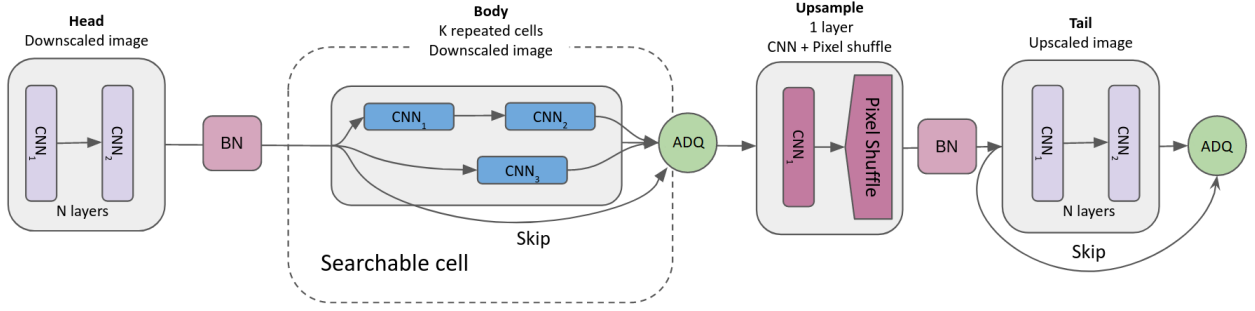 Head
Downscaled image
CNN1
CNN2
N layers
BN
Body
K repeated cells
Downscaled image
CNN1
CNN2
CNN3
ADQ
Skip
Searchable cell
Upsample
1 layer
CNN + Pixel shuffle
CNN1
Pixel Shuffle
BN
Tail
Upscaled image
CNN1
CNN2
N layers
ADQ
Skip